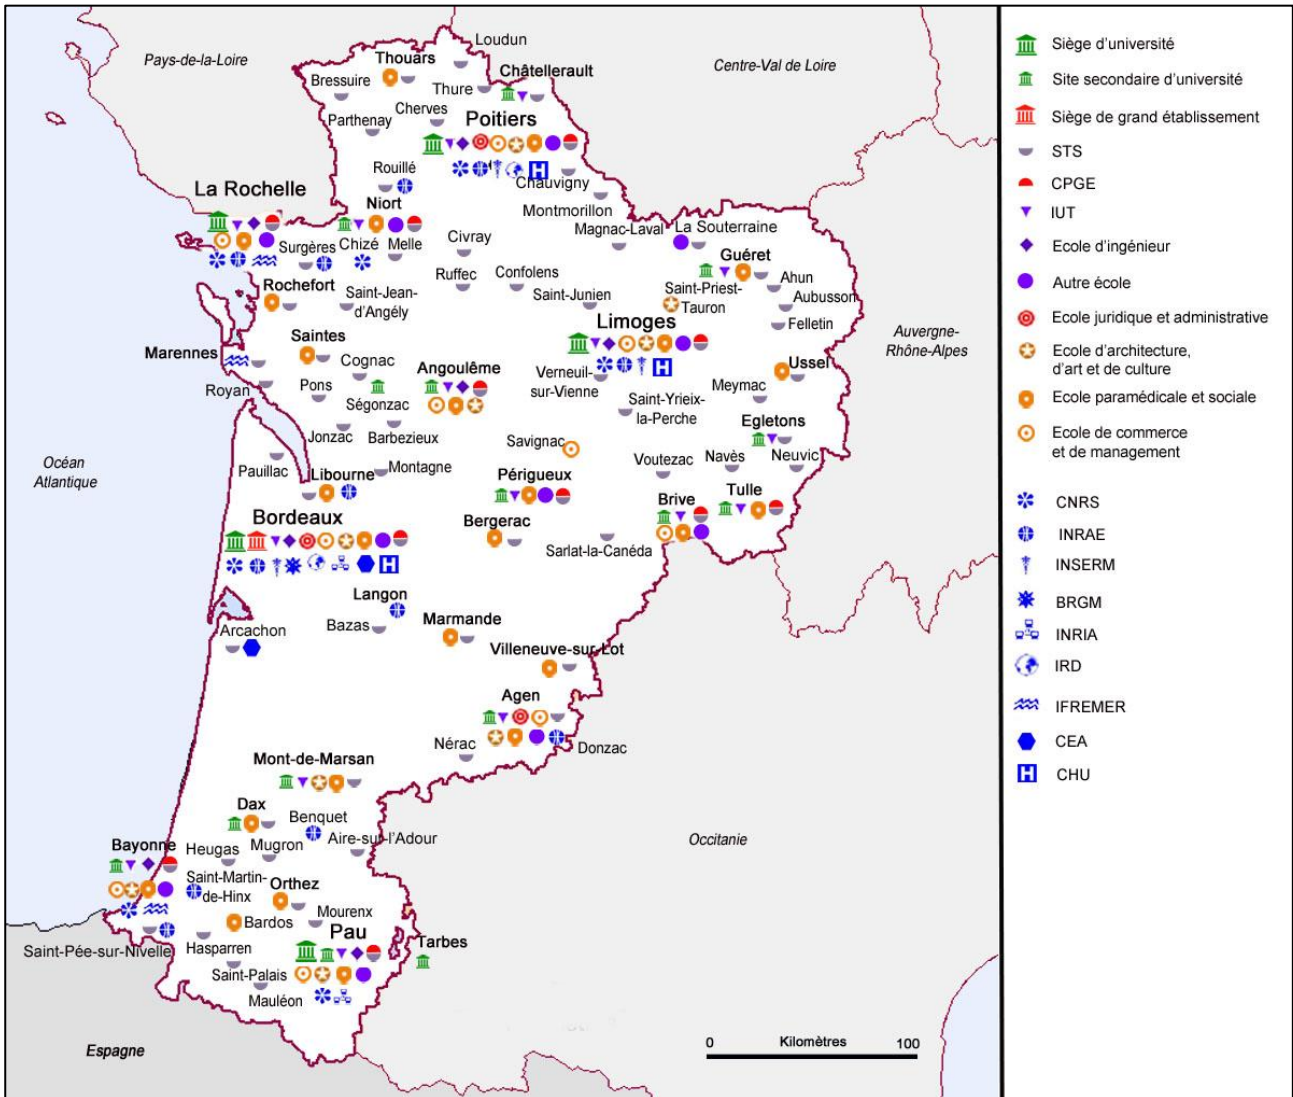 Pays-de-la-Loire
Loudun
Thouars
Centre-Val de Loire
Bressuire
Châtellerault
Thure
Cherves
Parthenay
Poitiers
Rouillé
Chauvigny
La Rochelle
Niort
Montmorillon
Magnac-Laval
La Souterraine
Surgères
Chizé
Melle
Civray
Guéret
Ruffec
Confolens
Ahun
Rochefort
Saint-Jean-
d'Angély
Saint-Junien
Saint-Priest-
Tauron
Aubusson
Limoges
Felletin
Saintes
Auvergne-
Rhône-Alpes
Marennes
Cognac
Angoulême
Verneuil-
sur-Vienne
Ussel
Royan
Pons
Ségonzac
Meymac
Saint-Yrieix-
la-Perche
Jonzac
Barbezieux
Egletons
Savignac
Océan
Atlantique
Pauillac
Montagne
Voutezac
Navès
Neuvic
Libourne
Périgueux
Brive
Tulle
Bordeaux
Bergerac
Sarlat-la-Canéda
Langon
Bazas
Marmande
Arcachon
Villeneuve-sur-Lot
Agen
Nérac
Donzac
Mont-de-Marsan
Dax
Benquet
Bayonne
Heugas
Mugron
Aire-sur-l'Adour
Occitanie
Saint-Martin-
de-Hinx
Orthez
Bardos
Mourenx
Pau
Tarbes
Saint-Pée-sur-Nivelle
Hasparren
Saint-Palais
Mauléon
Espagne
0
Kilomètres
100
Siège d'université
Site secondaire d'université
Siège de grand établissement
STS
CPGE
IUT
Ecole d'ingénieur
Autre école
Ecole juridique et administrative
Ecole d'architecture,
d'art et de culture
Ecole paramédicale et sociale
Ecole de commerce
et de management
CNRS
INRAE
INSERM
BRGM
INRIA
IRD
IFREMER
CEA
CHU